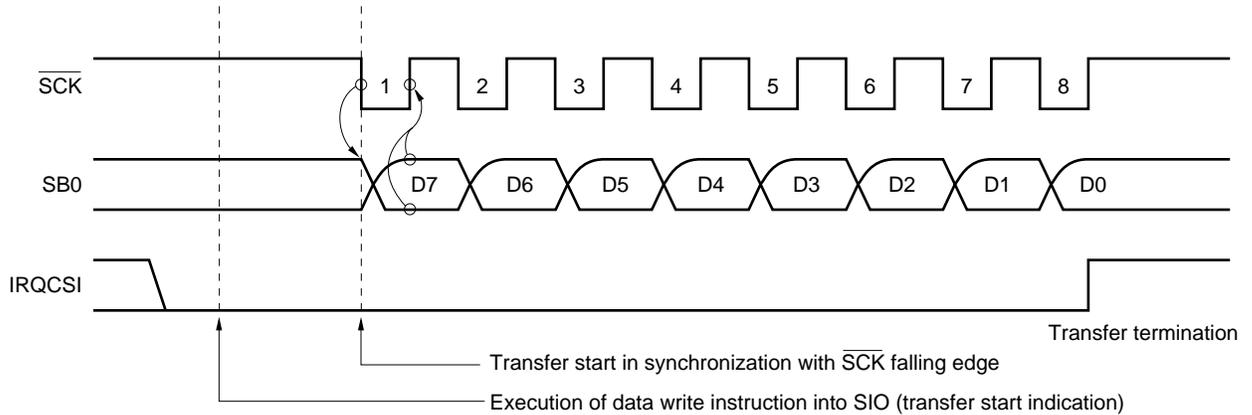 SCK 1 2 3 4 5 6 7 8
SB0 D7 D6 D5 D4 D3 D2 D1 D0
IRQCSI
Transfer termination
Transfer start in synchronization with SCK falling edge
Execution of data write instruction into SIO (transfer start indication)